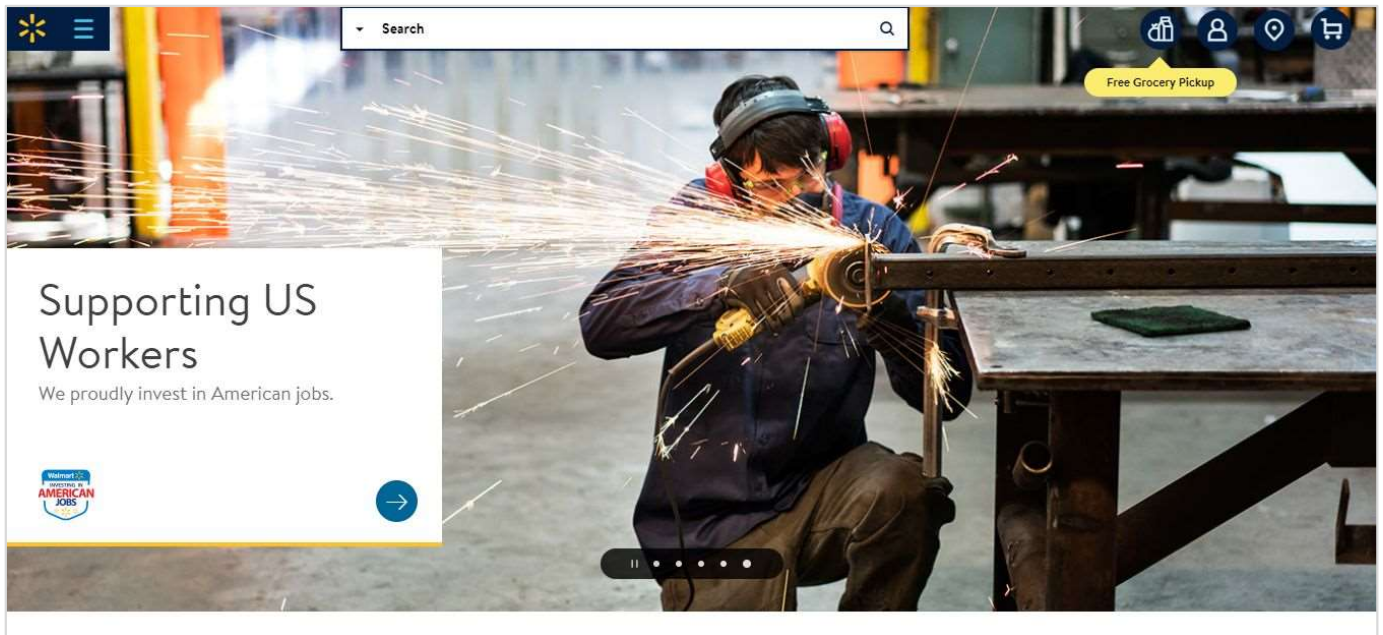 Search
Free Grocery Pickup
Supporting US
Workers
We proudly invest in American jobs.
Walmart
INVESTING IN
AMERICAN
JOBS